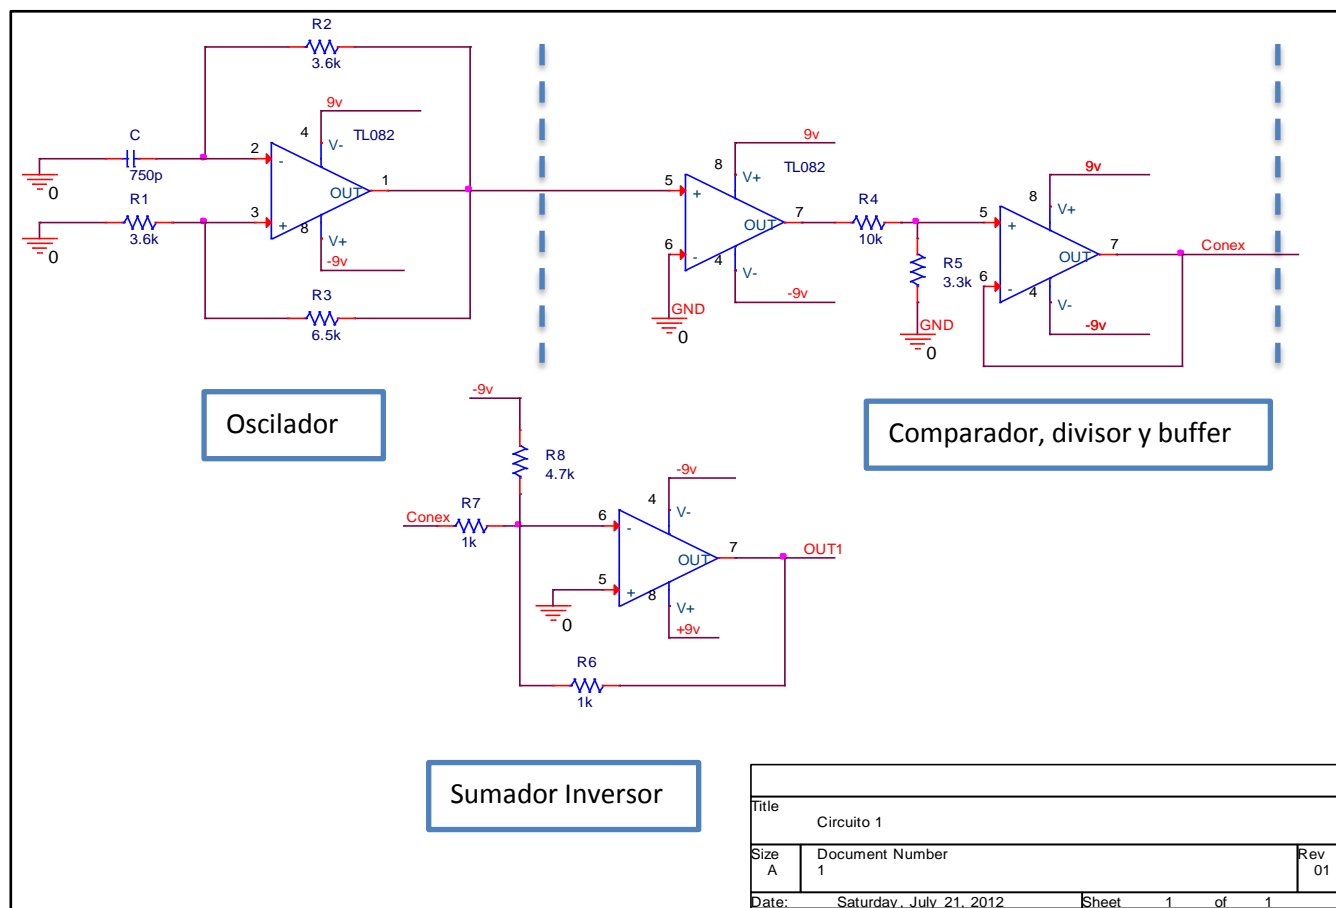 R2
3.6k
9v
4
TL082
V-
C
750p
2
-
OUT
1
0
R1
3.6k
3
+
8
V+
-9v
0
R3
6.5k
9v
8
TL082
V+
5
+
OUT
7
6
-
4
V-
-9v
GND
0
R4
10k
R5
3.3k
GND
0
9v
8
V+
5
+
OUT
7
Conex
6
-
4
V-
-9v
Oscilador
Comparador, divisor y buffer
-9v
R8
4.7k
-9v
4
V-
Conex
R7
1k
6
-
OUT
7
OUT1
5
+
8
V+
0
+9v
R6
1k
Sumador Inversor
Title
Circuito 1
Size
A
Document Number
1
Rev
01
Date:
Saturday, July 21, 2012
Sheet 1 of 1